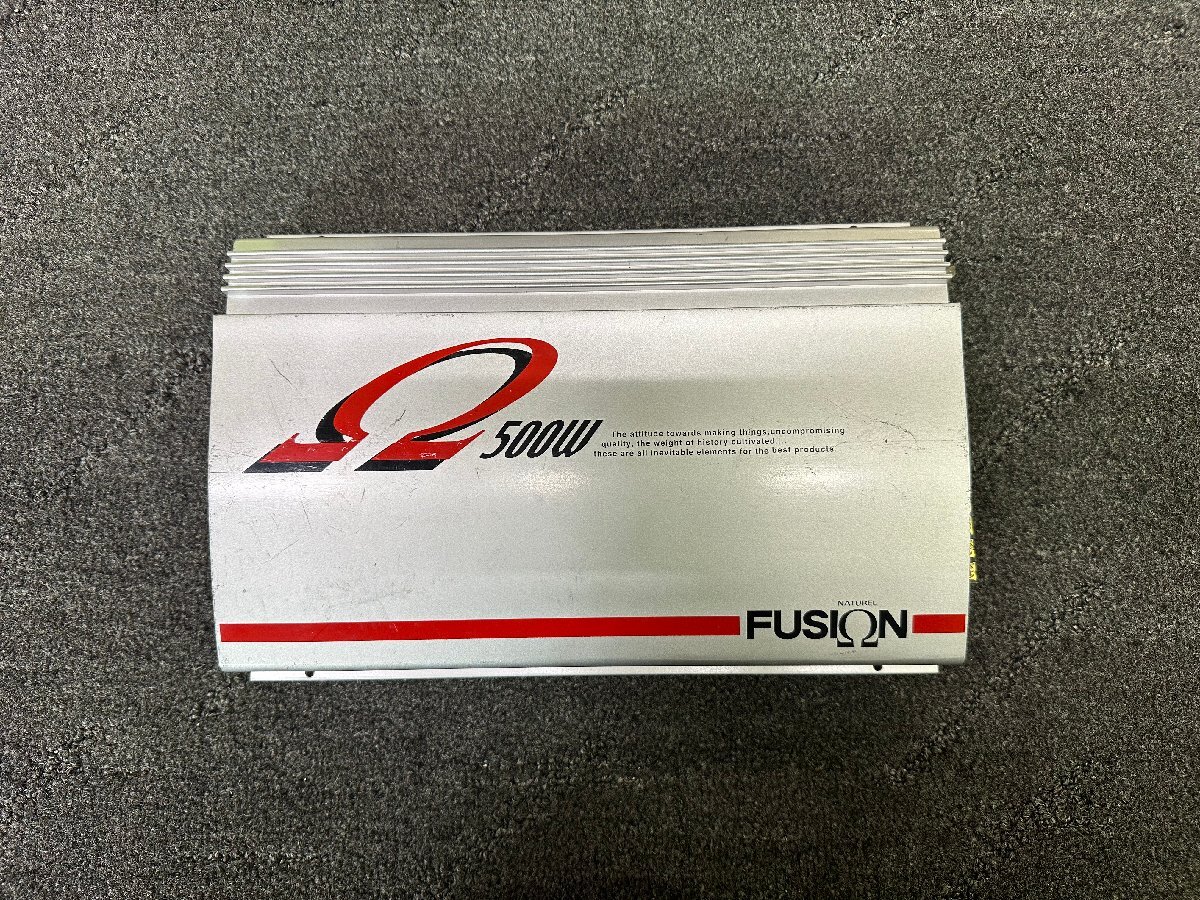 Ω 500W
The attitude towards making things,uncompromising
quality, the weight of history cultivated...
these are all inevitable elements for the best products.
NATUREL
FUSIΩN